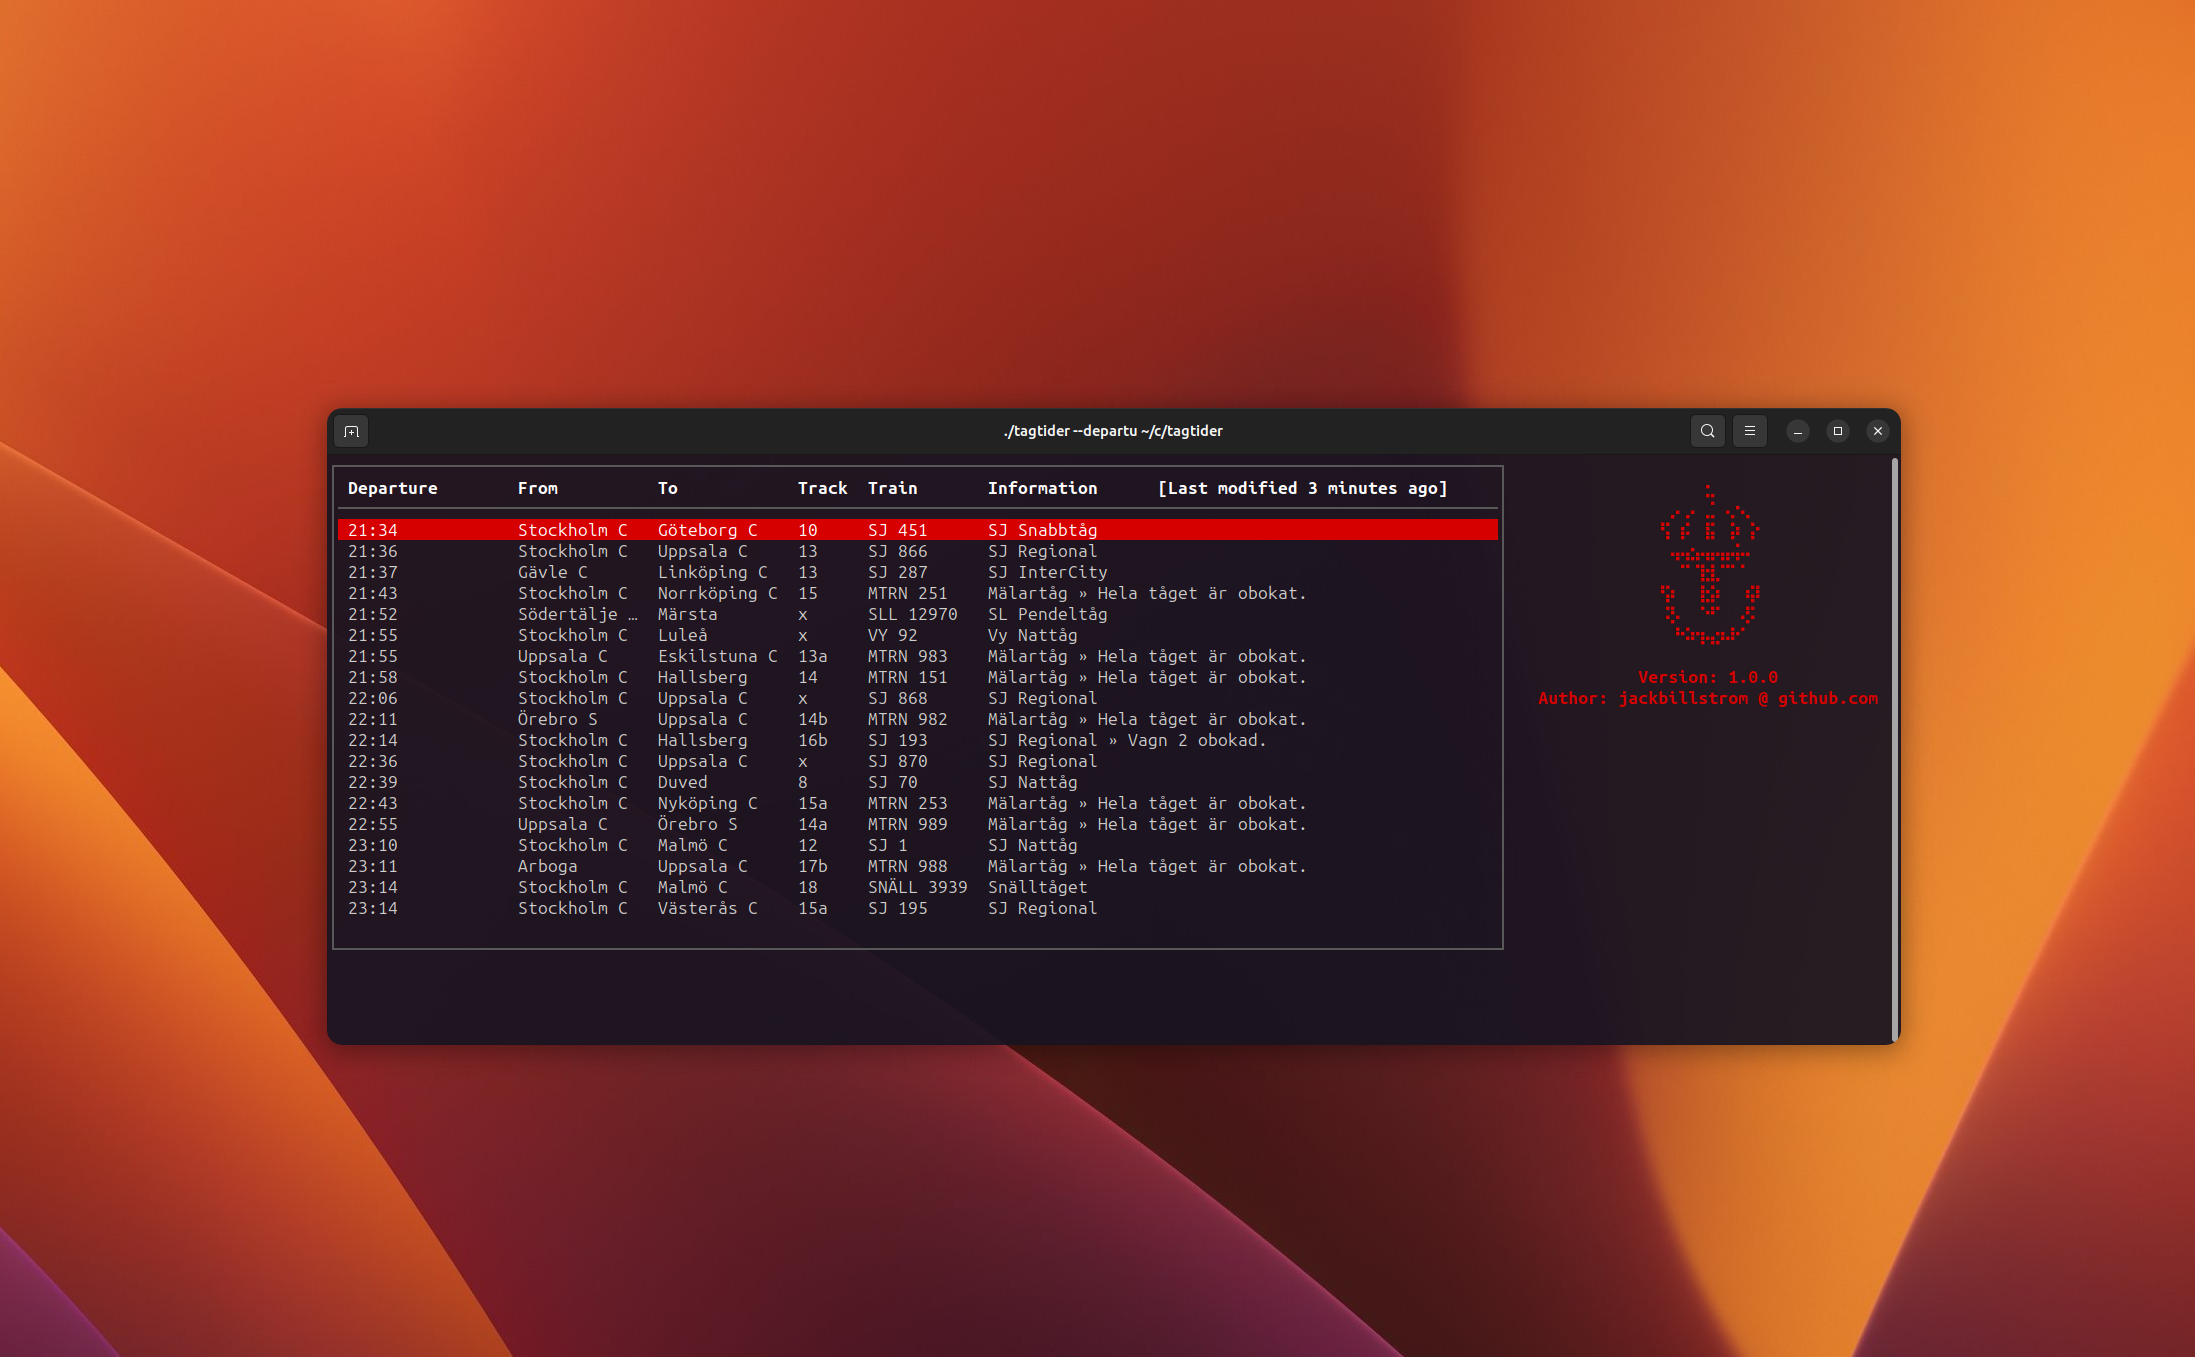 ./tagtider --departu ~/c/tagtider
Departure From To Track Train Information [Last modified 3 minutes ago]
21:34 Stockholm C Göteborg C 10 SJ 451 SJ Snabbtåg
21:36 Stockholm C Uppsala C 13 SJ 866 SJ Regional
21:37 Gävle C Linköping C 13 SJ 287 SJ InterCity
21:43 Stockholm C Norrköping C 15 MTRN 251 Mälartåg » Hela tåget är obokat.
21:52 Södertälje … Märsta x SLL 12970 SL Pendeltåg
21:55 Stockholm C Luleå x VY 92 Vy Nattåg
21:55 Uppsala C Eskilstuna C 13a MTRN 983 Mälartåg » Hela tåget är obokat.
21:58 Stockholm C Hallsberg 14 MTRN 151 Mälartåg » Hela tåget är obokat.
22:06 Stockholm C Uppsala C x SJ 868 SJ Regional
22:11 Örebro S Uppsala C 14b MTRN 982 Mälartåg » Hela tåget är obokat.
22:14 Stockholm C Hallsberg 16b SJ 193 SJ Regional » Vagn 2 obokad.
22:36 Stockholm C Uppsala C x SJ 870 SJ Regional
22:39 Stockholm C Duved 8 SJ 70 SJ Nattåg
22:43 Stockholm C Nyköping C 15a MTRN 253 Mälartåg » Hela tåget är obokat.
22:55 Uppsala C Örebro S 14a MTRN 989 Mälartåg » Hela tåget är obokat.
23:10 Stockholm C Malmö C 12 SJ 1 SJ Nattåg
23:11 Arboga Uppsala C 17b MTRN 988 Mälartåg » Hela tåget är obokat.
23:14 Stockholm C Malmö C 18 SNÄLL 3939 Snälltåget
23:14 Stockholm C Västerås C 15a SJ 195 SJ Regional
Version: 1.0.0
Author: jackbillstrom @ github.com